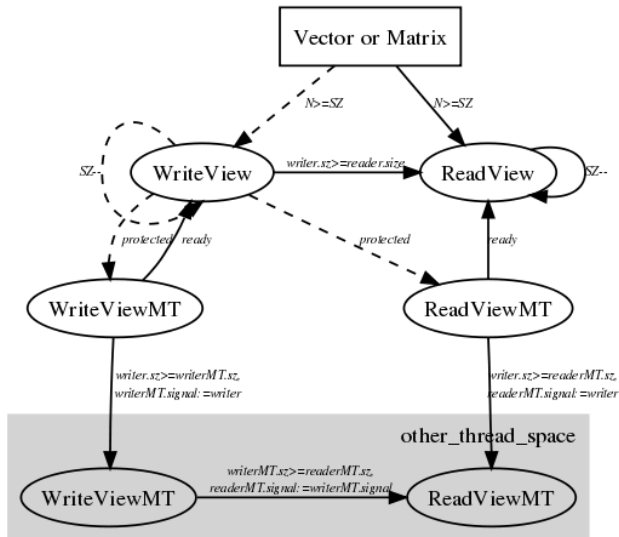 Vector or Matrix
N>=SZ
N>=SZ
SZ--
WriteView
writer.sz>=reader.size
ReadView
SZ--
protected
ready
protected
ready
WriteViewMT
ReadViewMT
writer.sz>=writerMT.sz,
writerMT.signal:=writer
writer.sz>=readerMT.sz,
readerMT.signal:=writer
other_thread_space
writerMT.sz>=readerMT.sz,
readerMT.signal:=writerMT.signal
WriteViewMT
ReadViewMT